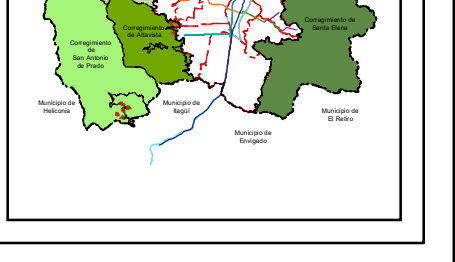 Corregimiento de
Santa Elena
Corregimiento
de Altavista
Corregimiento
de
San Antonio
de Prado
Municipio de
Heliconia
Municipio de
Itagüí
Municipio de
El Retiro
Municipio de
Envigado